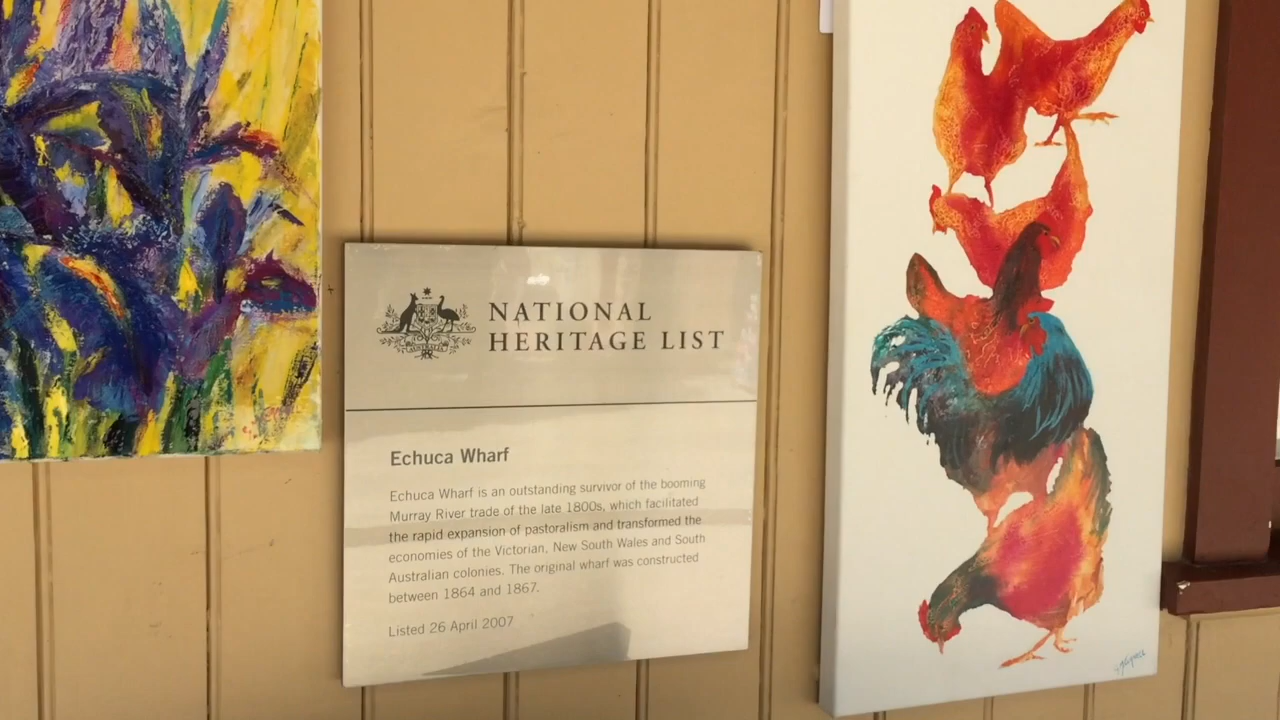 NATIONAL
HERITAGE LIST
AUSTRALIA
Echuca Wharf
Echuca Wharf is an outstanding survivor of the booming
Murray River trade of the late 1800s, which facilitated
the rapid expansion of pastoralism and transformed the
economies of the Victorian, New South Wales and South
Australian colonies. The original wharf was constructed
between 1864 and 1867.
Listed 26 April 2007